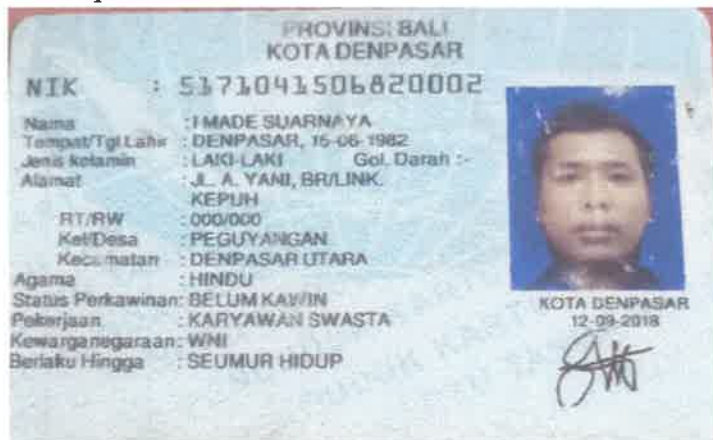 PROVINSI BALI
KOTA DENPASAR
NIK : 5171041506820002
Nama : I MADE SUARNAYA
Tempat/Tgl Lahir : DENPASAR, 15-06-1982
Jenis kelamin : LAKI-LAKI Gol. Darah :-
Alamat : JL. A. YANI, BR/LINK.
KEPUH
RT/RW : 000/000
Kel/Desa : PEGUYANGAN
Kecamatan : DENPASAR UTARA
Agama : HINDU
Status Perkawinan: BELUM KAWIN
Pekerjaan : KARYAWAN SWASTA
Kewarganegaraan: WNI
Berlaku Hingga : SEUMUR HIDUP
KOTA DENPASAR
12-09-2018